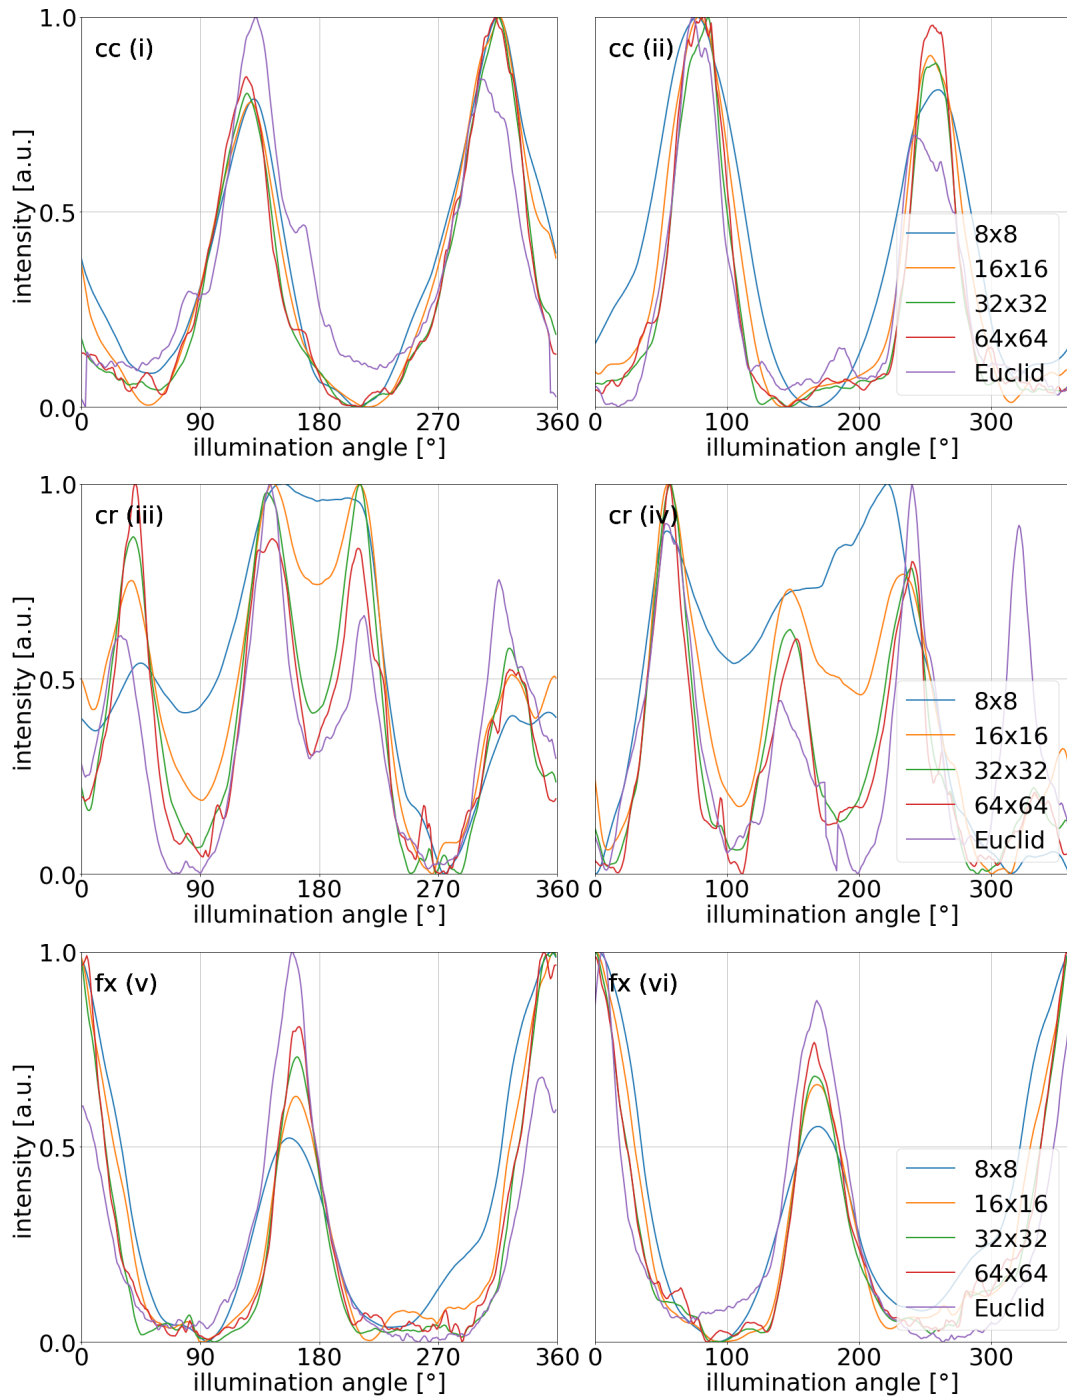 cc (i)
intensity [a.u.]
1.0
0.5
0.0
0 90 180 270 360
illumination angle [°]
cc (ii)
8x8
16x16
32x32
64x64
Euclid
0 100 200 300
illumination angle [°]
cr (iii)
intensity [a.u.]
1.0
0.5
0.0
0 90 180 270 360
illumination angle [°]
cr (iv)
8x8
16x16
32x32
64x64
Euclid
0 100 200 300
illumination angle [°]
fx (v)
intensity [a.u.]
1.0
0.5
0.0
0 90 180 270 360
illumination angle [°]
fx (vi)
8x8
16x16
32x32
64x64
Euclid
0 100 200 300
illumination angle [°]